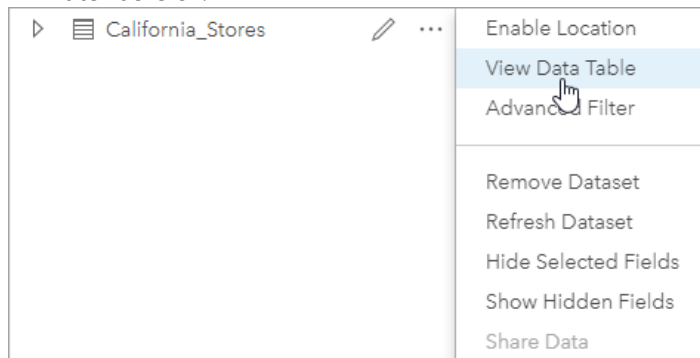 California_Stores
Enable Location
View Data Table
Advanced Filter
Remove Dataset
Refresh Dataset
Hide Selected Fields
Show Hidden Fields
Share Data